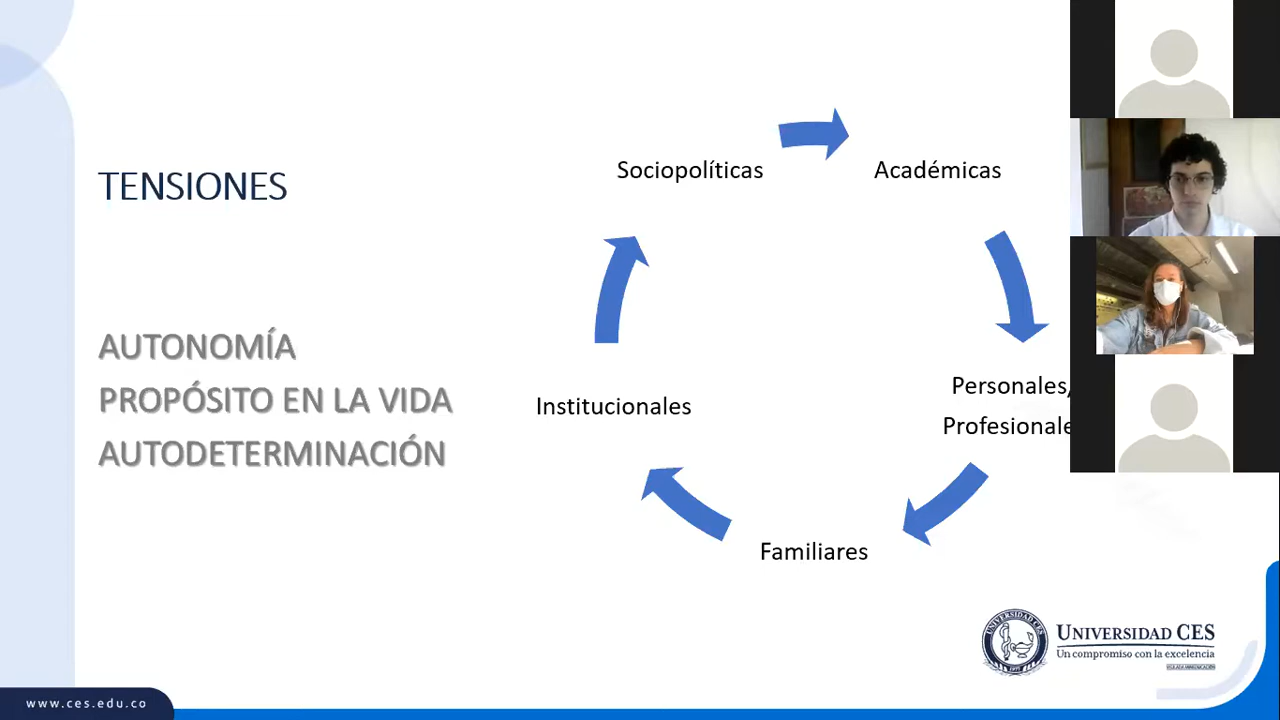 TENSIONES
AUTONOMÍA
PROPÓSITO EN LA VIDA
AUTODETERMINACIÓN
Sociopolíticas
Académicas
Personales,
Profesionale
Familiares
Institucionales
UNIVERSIDAD CES
Un compromiso con la excelencia
www.ces.edu.co